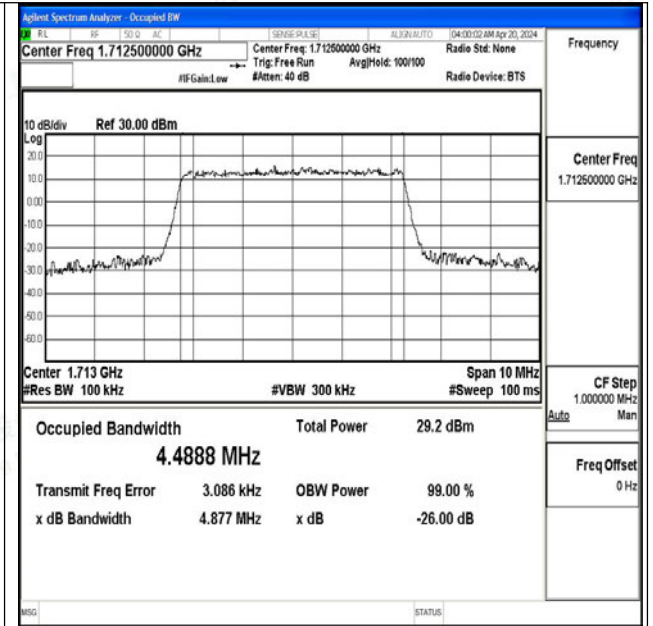 Agilent Spectrum Analyzer - Occupied BW
RL RF 50 Ω AC SENSE:PULSE ALIGN AUTO 04:00:02 AM Apr 20, 2024
Center Freq 1.712500000 GHz
Center Freq: 1.712500000 GHz Radio Std: None
Trig: Free Run Avg|Hold: 100/100
#IFGain:Low #Atten: 40 dB Radio Device: BTS
10 dB/div Ref 30.00 dBm
Log
20.0
10.0
0.00
-10.0
-20.0
-30.0
-40.0
-50.0
-60.0
Center 1.713 GHz Span 10 MHz
#Res BW 100 kHz #VBW 300 kHz #Sweep 100 ms
Occupied Bandwidth Total Power 29.2 dBm
4.4888 MHz
Transmit Freq Error 3.086 kHz OBW Power 99.00 %
x dB Bandwidth 4.877 MHz x dB -26.00 dB
MSG STATUS
Frequency
Center Freq
1.712500000 GHz
CF Step
1.000000 MHz
Auto Man
Freq Offset
0 Hz